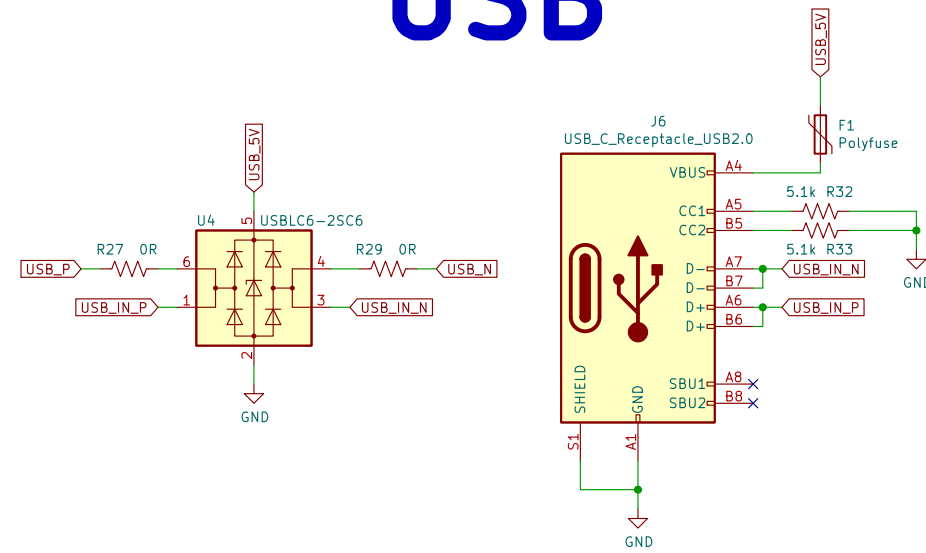 USB
USB_5V
F1
Polyfuse
J6
USB_C_Receptacle_USB2.0
VBUS
A4
5.1k R32
CC1
A5
CC2
B5
5.1k R33
GND
D-
A7
USB_IN_N
D-
B7
D+
A6
USB_IN_P
D+
B6
SBU1
A8
SBU2
B8
SHIELD
GND
S1
A1
GND
USB_5V
U4
5
USBLC6-2SC6
R27 0R
R29 0R
USB_P
6
4
USB_N
USB_IN_P
1
3
USB_IN_N
2
GND